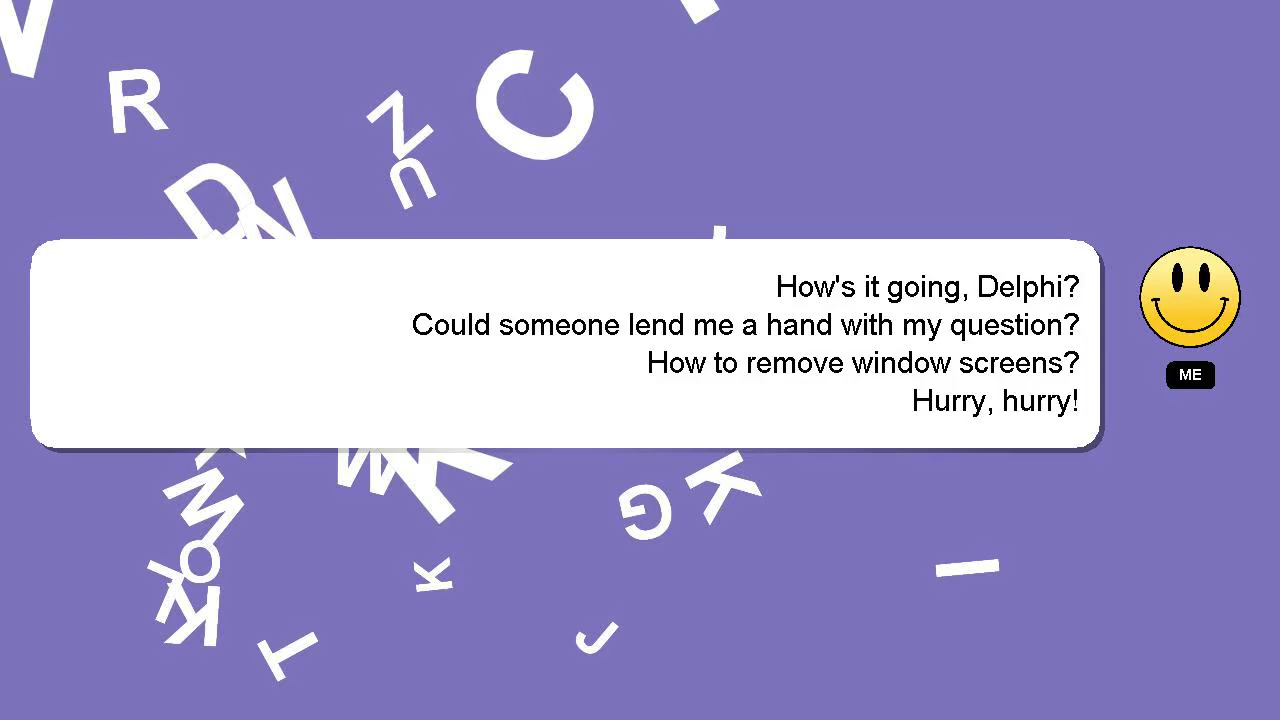 How's it going, Delphi?
Could someone lend me a hand with my question?
How to remove window screens?
Hurry, hurry!
ME
R
N
C
U
D
N
K
W
K
G
K
W
O
K
K
I
T
J